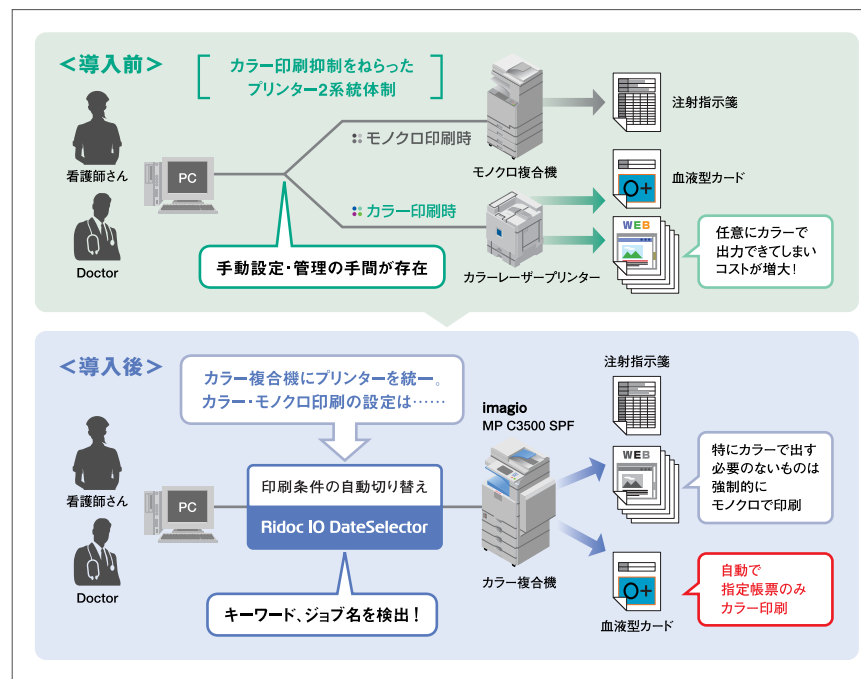 ＜導入前＞
カラー印刷抑制をねらった
プリンター2系統体制
看護師さん
Doctor
PC
モノクロ印刷時
カラー印刷時
手動設定・管理の手間が存在
モノクロ複合機
カラーレーザープリンター
注射指示箋
O+
血液型カード
WEB
任意にカラーで
出力できてしまい
コストが増大！
＜導入後＞
カラー複合機にプリンターを統一。
カラー・モノクロ印刷の設定は……
看護師さん
Doctor
PC
印刷条件の自動切り替え
Ridoc IO DateSelector
キーワード、ジョブ名を検出！
imagio
MP C3500 SPF
カラー複合機
注射指示箋
WEB
特にカラーで出す
必要のないものは
強制的に
モノクロで印刷
O+
血液型カード
自動で
指定帳票のみ
カラー印刷